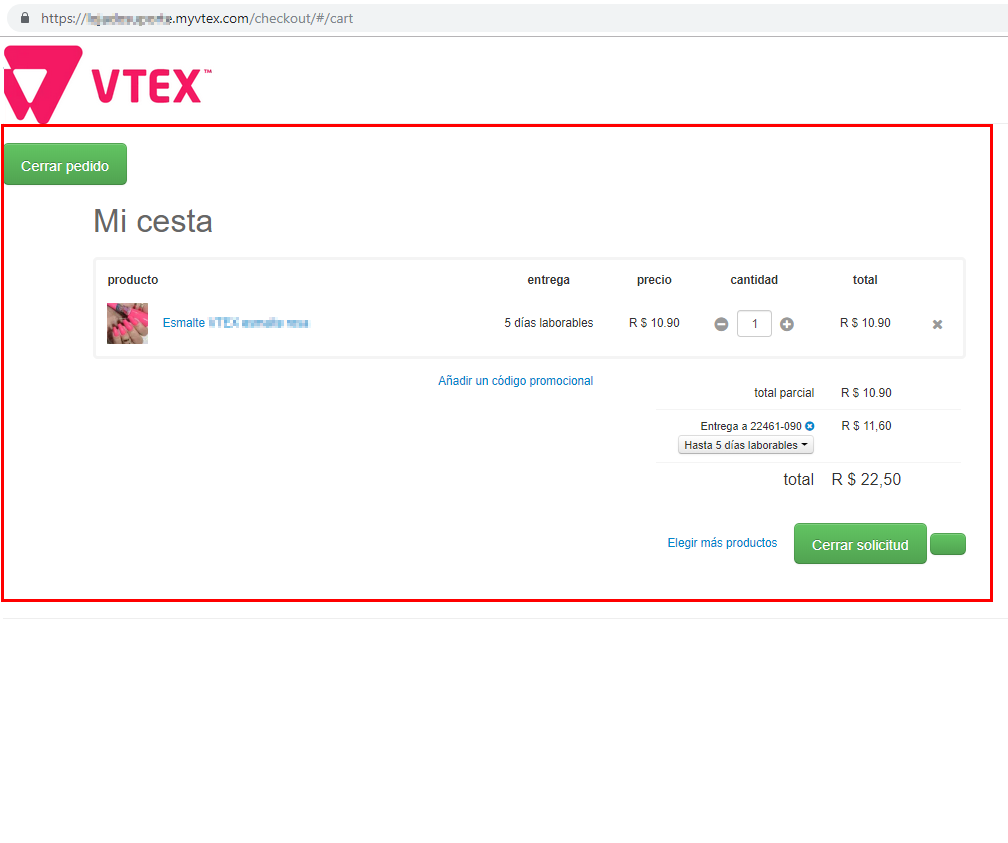 https:// .myvtex.com/checkout/#/cart
VTEX™
Cerrar pedido
Mi cesta
producto entrega precio cantidad total
Esmalte 5 días laborables R $ 10.90 1 R $ 10.90
Añadir un código promocional
total parcial R $ 10.90
Entrega a 22461-090 R $ 11,60
Hasta 5 días laborables
total R $ 22,50
Elegir más productos Cerrar solicitud